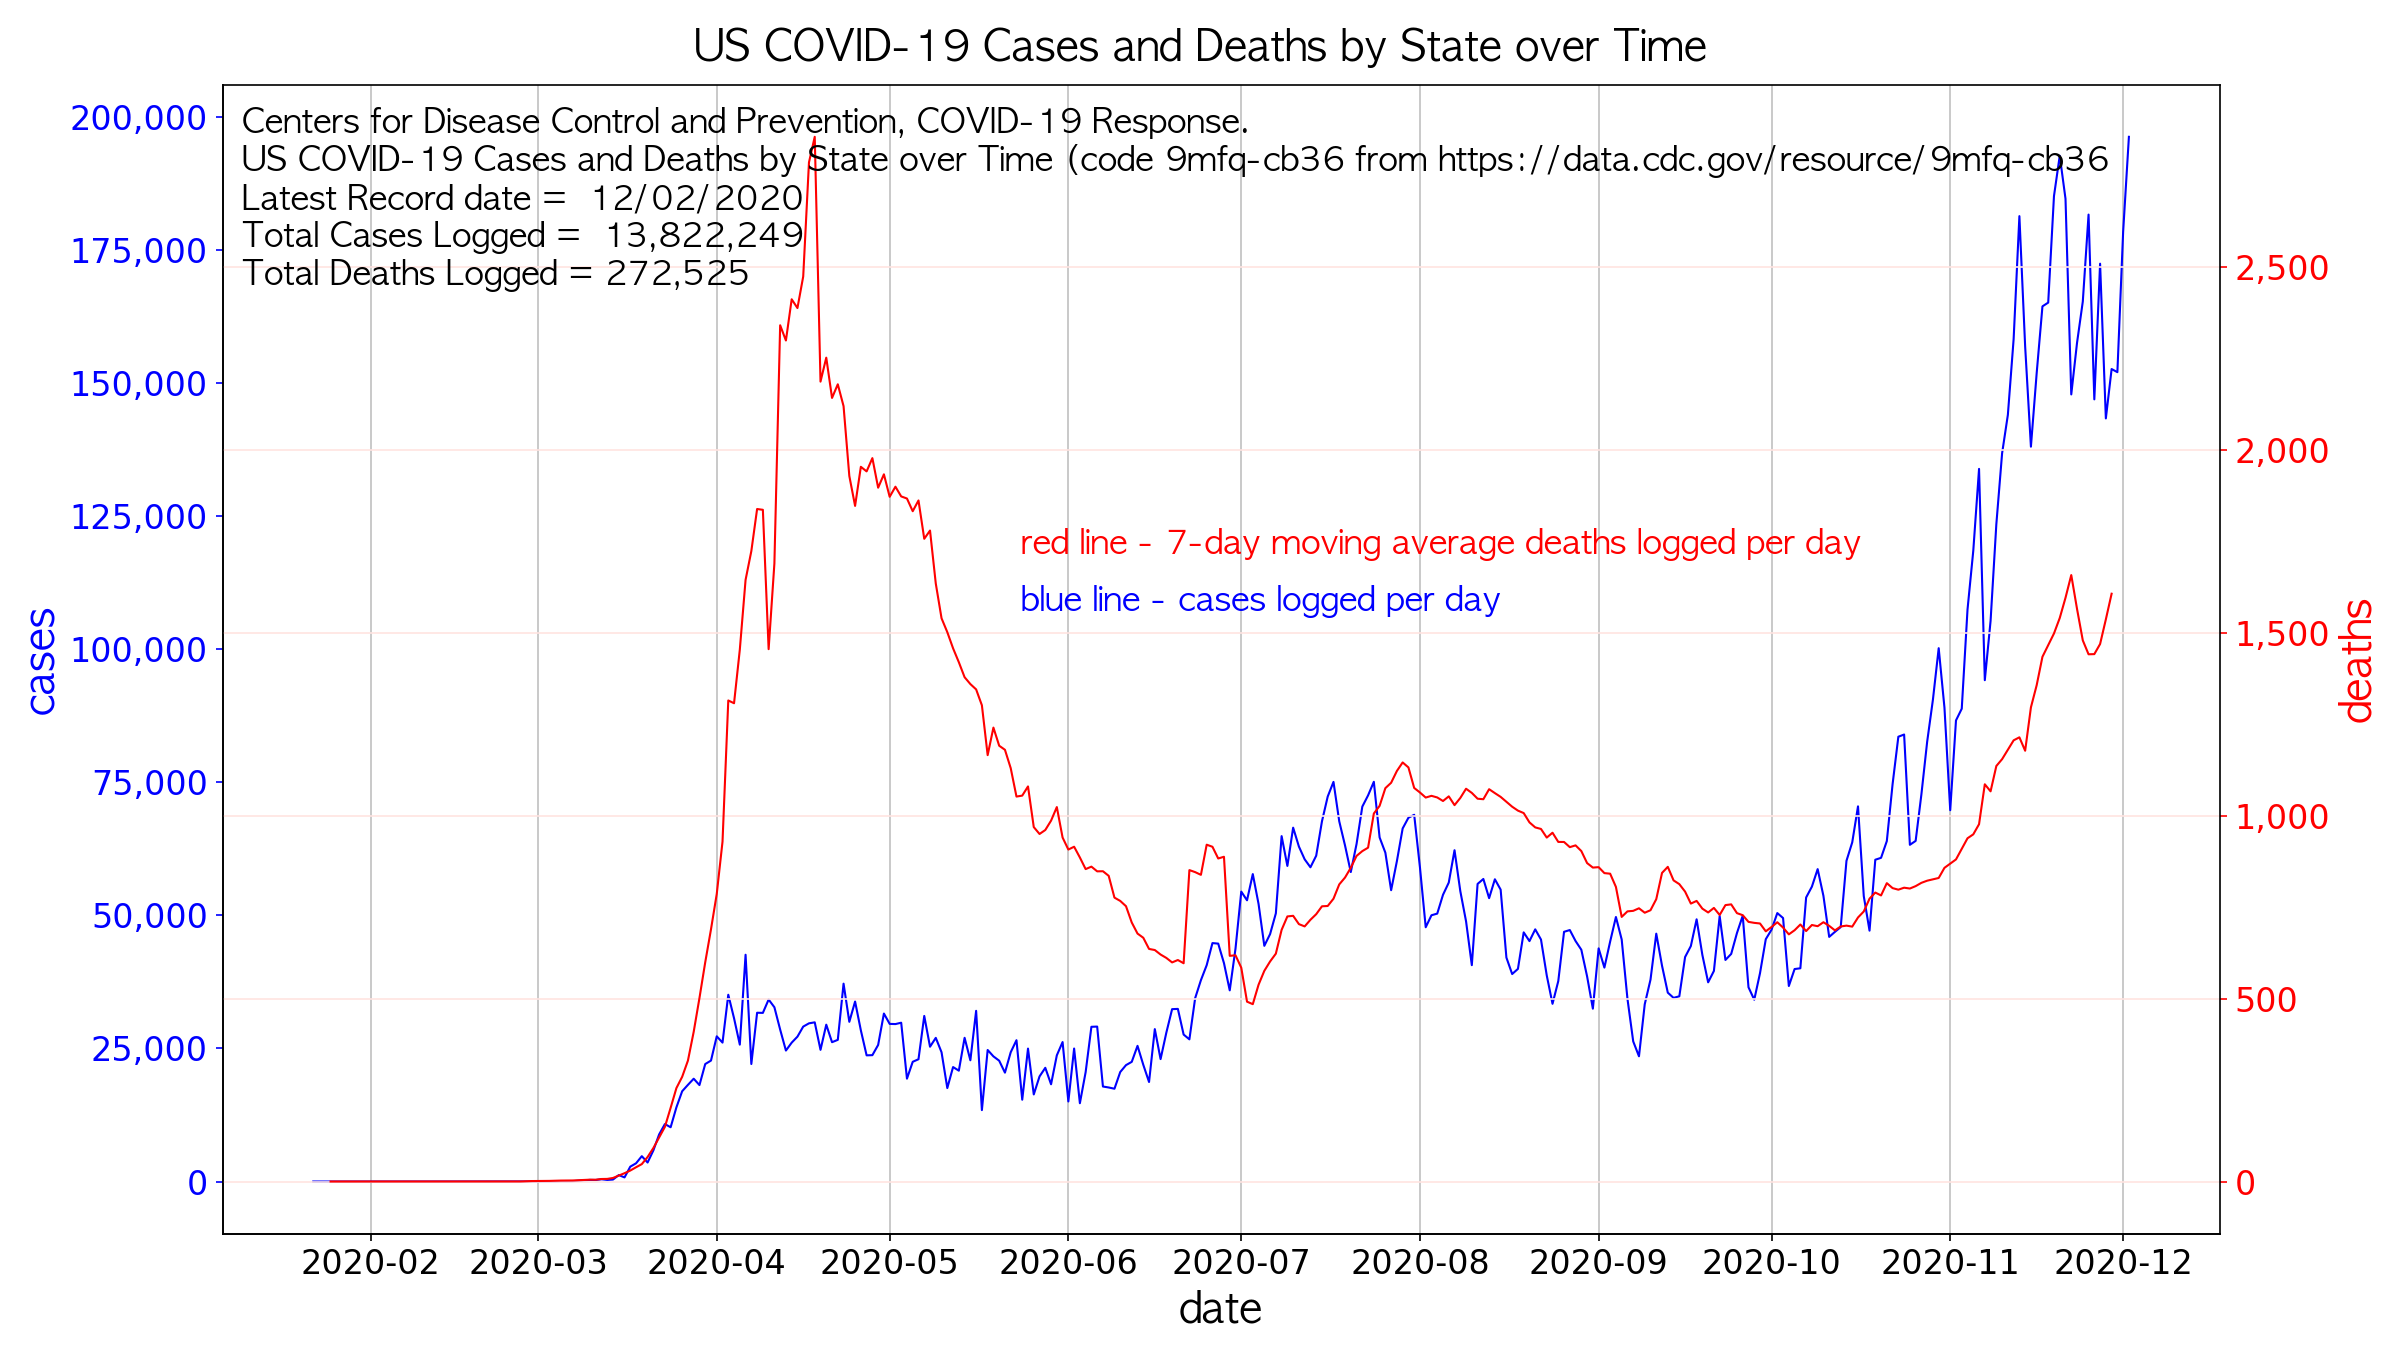 US COVID-19 Cases and Deaths by State over Time
Centers for Disease Control and Prevention, COVID-19 Response.
US COVID-19 Cases and Deaths by State over Time (code 9mfq-cb36 from https://data.cdc.gov/resource/9mfq-cb36
Latest Record date = 12/02/2020
Total Cases Logged = 13,822,249
Total Deaths Logged = 272,525
red line - 7-day moving average deaths logged per day
blue line - cases logged per day
cases
200,000
175,000
150,000
125,000
100,000
75,000
50,000
25,000
0
deaths
2,500
2,000
1,500
1,000
500
0
2020-02 2020-03 2020-04 2020-05 2020-06 2020-07 2020-08 2020-09 2020-10 2020-11 2020-12
date